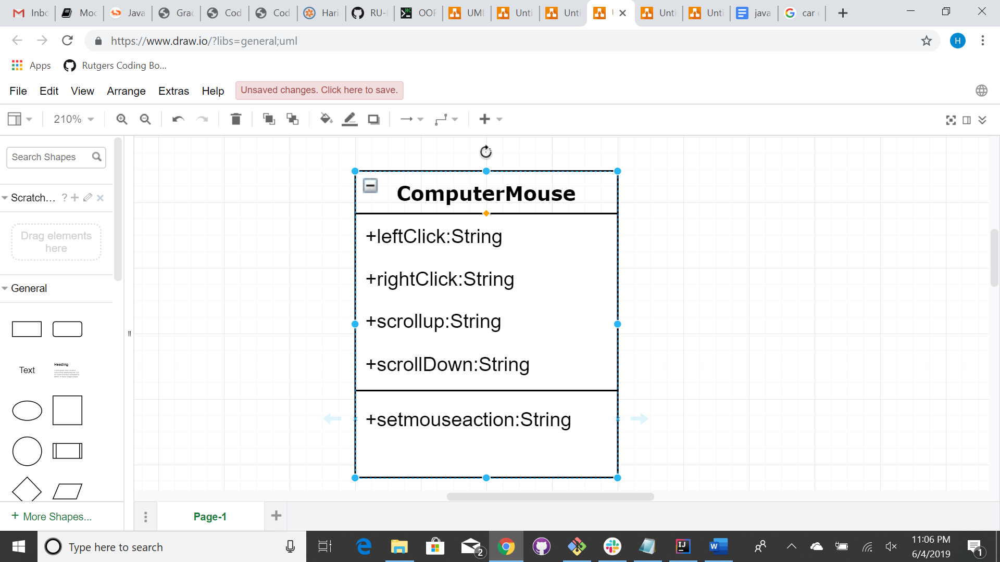 Inbo
Moc
Java
Grac
Cod
Cod
Hari
RU-I
OOF
UML
Unti
Unti
Unti
Unti
java
car
https://www.draw.io/?libs=general;uml
H
Apps
Rutgers Coding Bo...
File Edit View Arrange Extras Help
Unsaved changes. Click here to save.
210%
Search Shapes
Scratch... ?
Drag elements
here
General
Text
Heading
More Shapes...
ComputerMouse
+leftClick:String
+rightClick:String
+scrollup:String
+scrollDown:String
+setmouseaction:String
Page-1
Type here to search
2
11:06 PM
6/4/2019
1